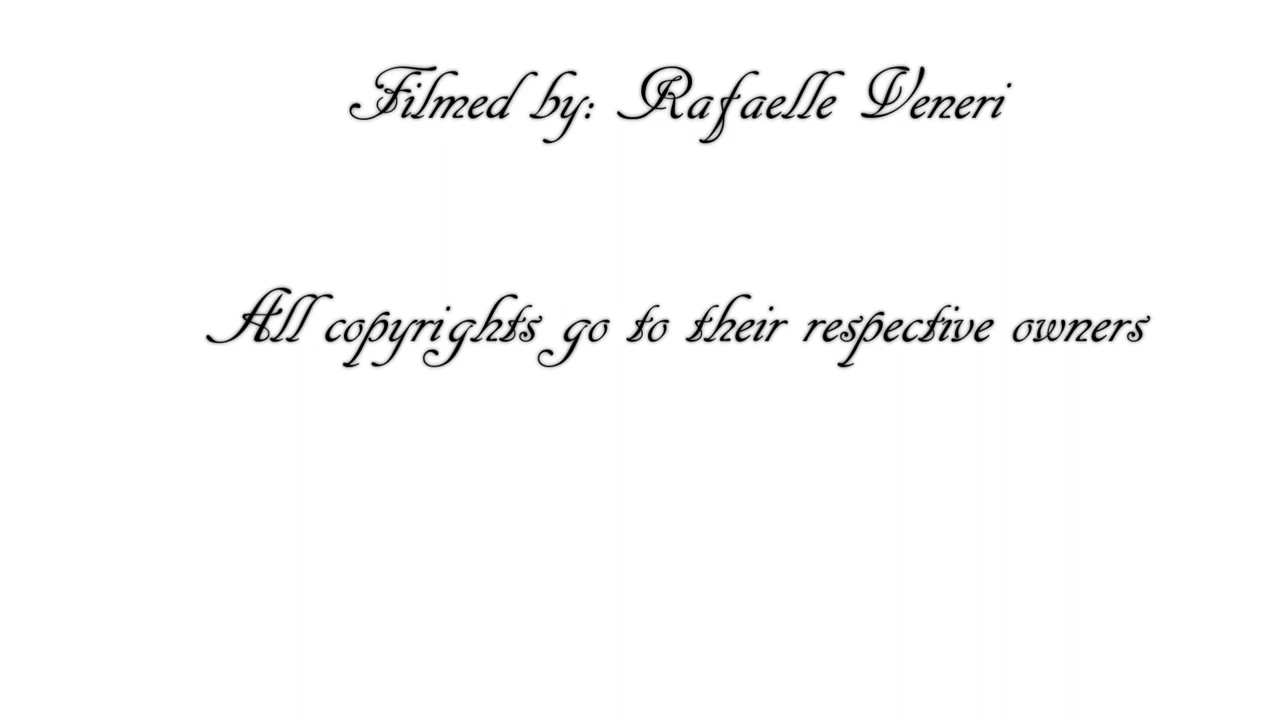 Filmed by: Rafaelle Veneri
All copyrights go to their respective owners